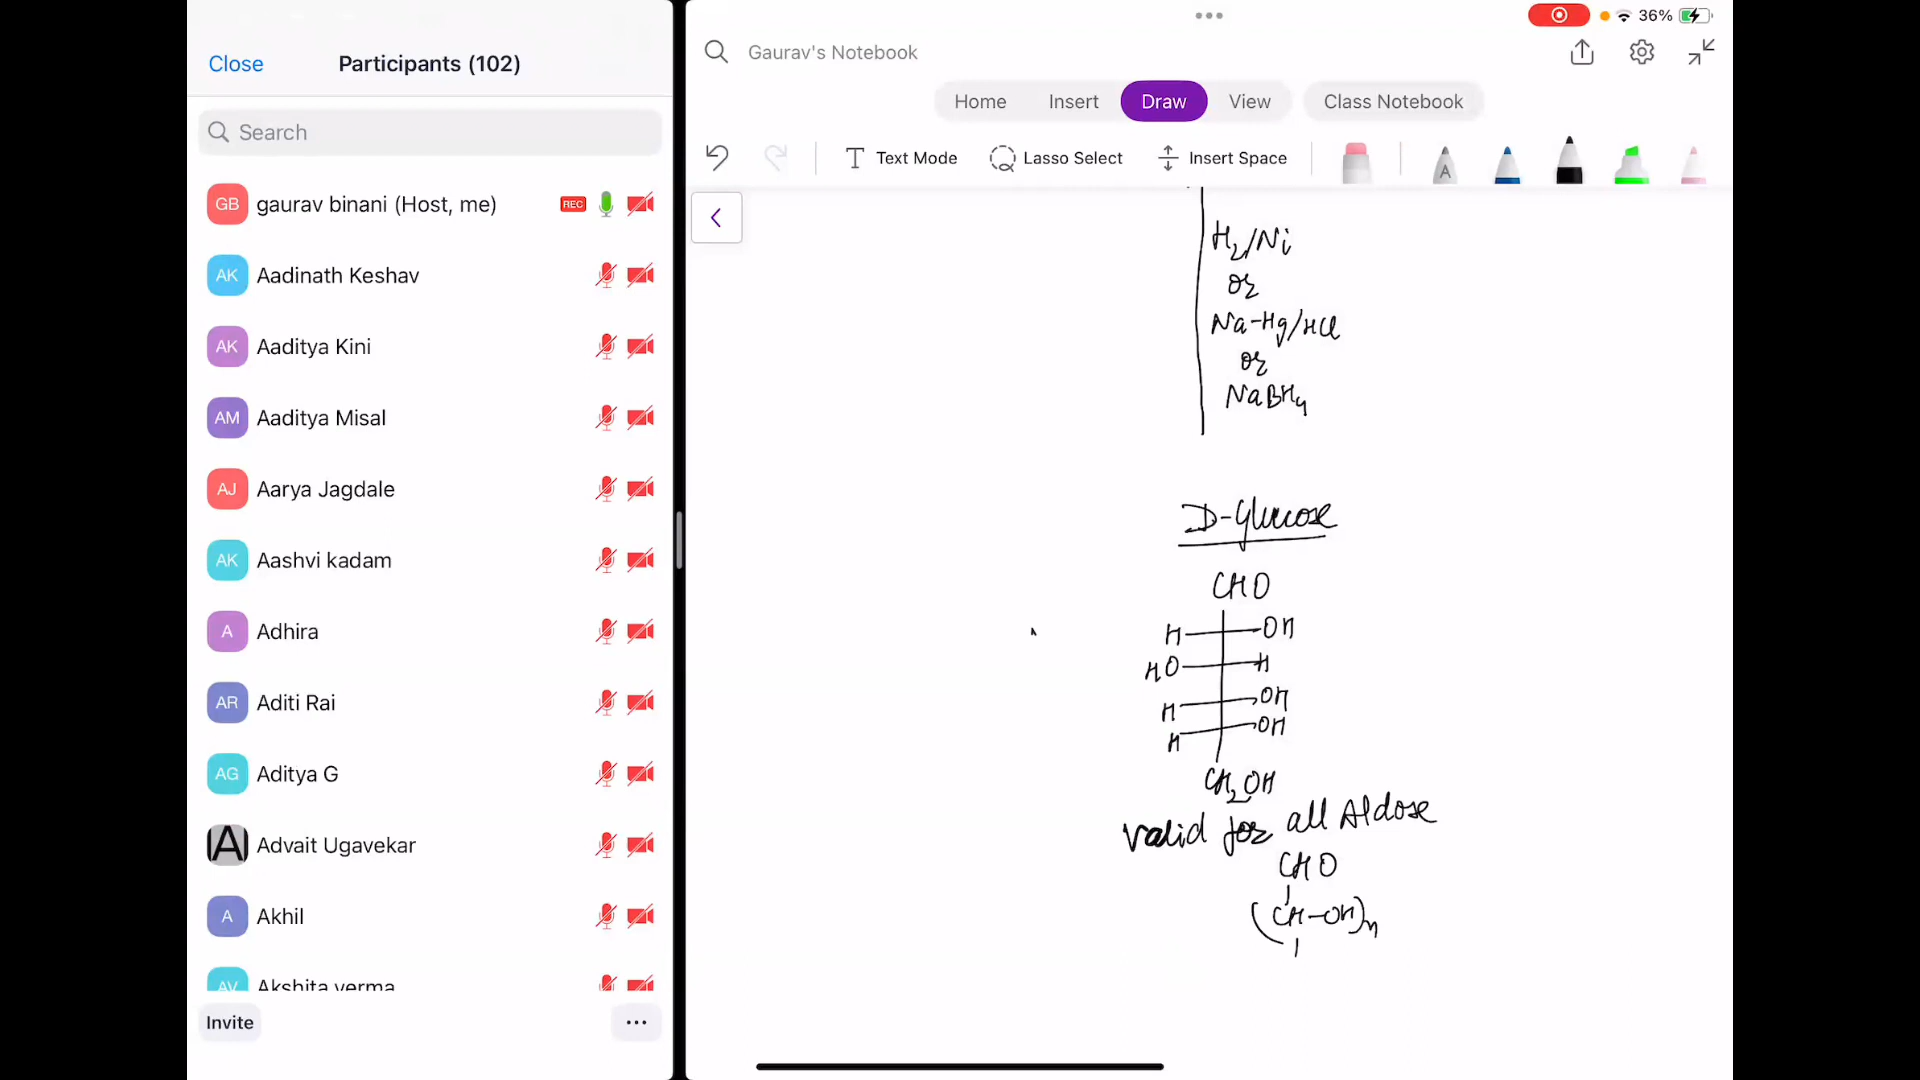 36%
Close
Participants (102)
Search
GB gaurav binani (Host, me) REC
AK Aadinath Keshav
AK Aaditya Kini
AM Aaditya Misal
AJ Aarya Jagdale
AK Aashvi kadam
A Adhira
AR Aditi Rai
AG Aditya G
A Advait Ugavekar
A Akhil
AV Akshita verma
Invite
Gaurav's Notebook
Home Insert Draw View Class Notebook
Text Mode Lasso Select Insert Space A
H2/Ni
or
Na-Hg/HCl
or
NaBH4
D-Glucose
CHO
H OH
HO H
H OH
H OH
CH2OH
valid for all Aldose
CHO
(CH-OH)n